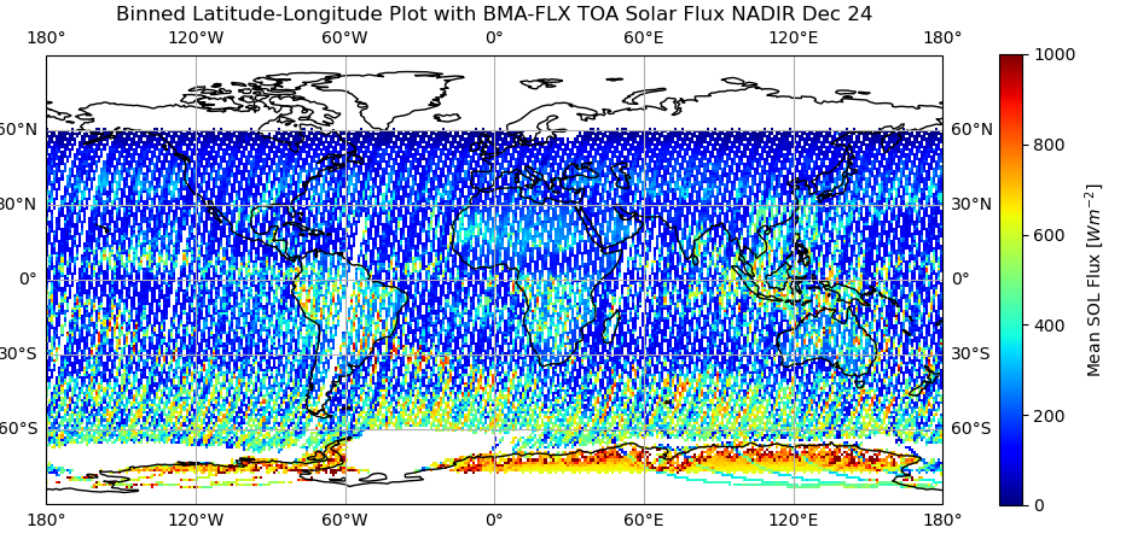 Binned Latitude-Longitude Plot with BMA-FLX TOA Solar Flux NADIR Dec 24
180° 120°W 60°W 0° 60°E 120°E 180°
60°N 60°N
30°N 30°N
0° 0°
30°S 30°S
60°S 60°S
180° 120°W 60°W 0° 60°E 120°E 180°
1000
800
600
400
200
0
Mean SOL Flux [Wm⁻²]